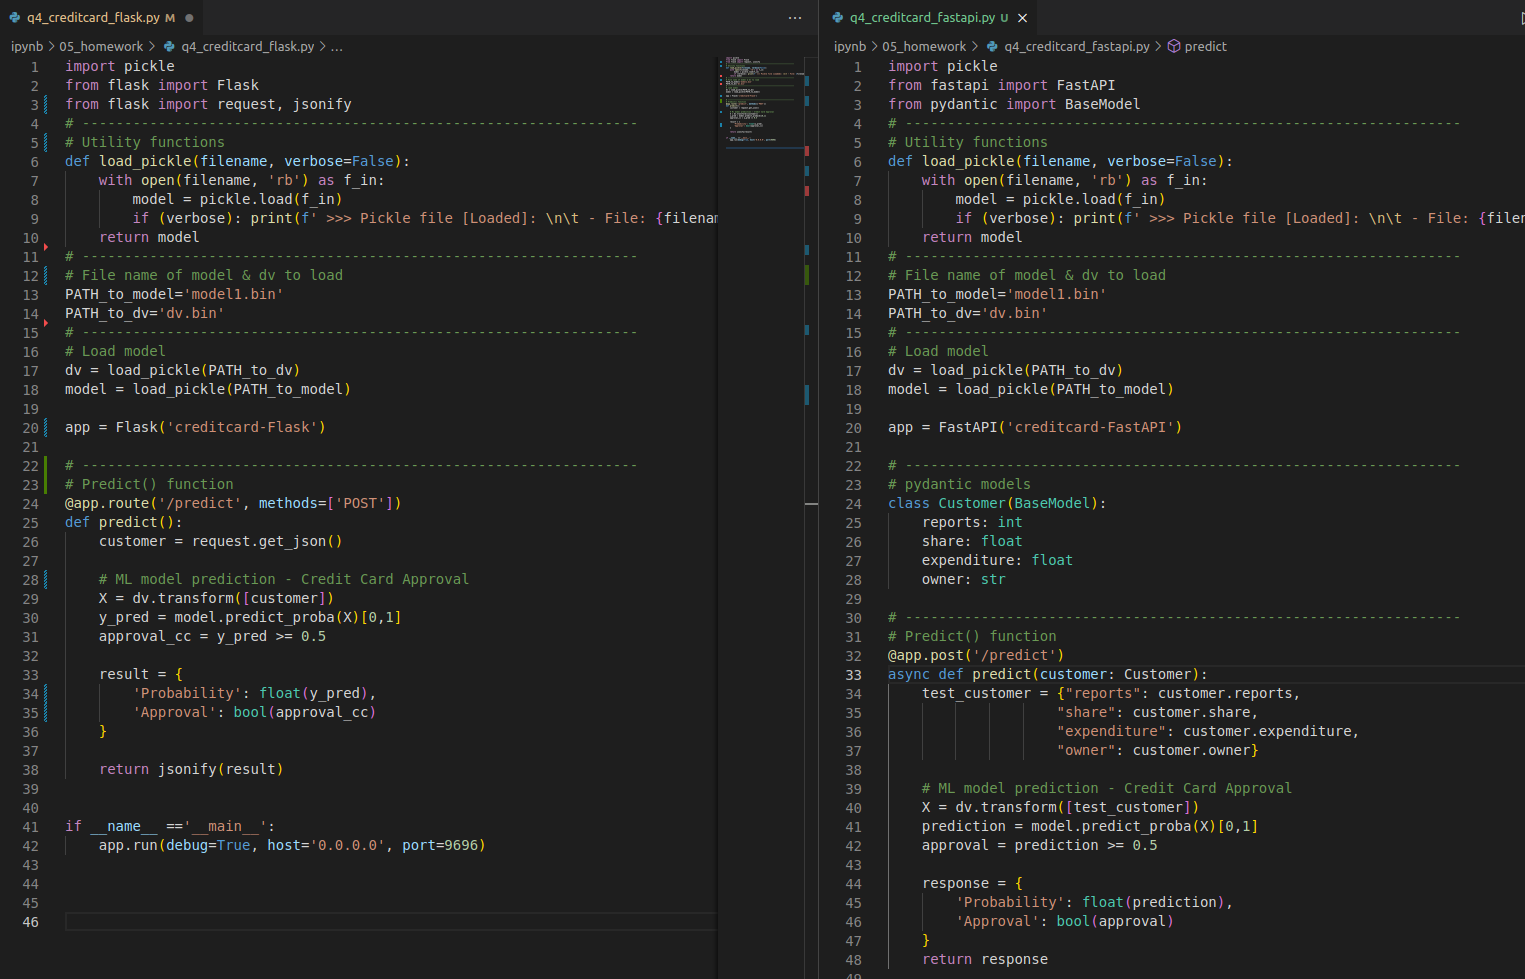 q4_creditcard_flask.py M
ipynb > 05_homework > q4_creditcard_flask.py > ...
1 import pickle
2 from flask import Flask
3 from flask import request, jsonify
4 # ------------------------------------------------------------------
5 # Utility functions
6 def load_pickle(filename, verbose=False):
7     with open(filename, 'rb') as f_in:
8         model = pickle.load(f_in)
9         if (verbose): print(f' >>> Pickle file [Loaded]: \n\t - File: {filenam
10     return model
11 # ------------------------------------------------------------------
12 # File name of model & dv to load
13 PATH_to_model='model1.bin'
14 PATH_to_dv='dv.bin'
15 # ------------------------------------------------------------------
16 # Load model
17 dv = load_pickle(PATH_to_dv)
18 model = load_pickle(PATH_to_model)
19
20 app = Flask('creditcard-Flask')
21
22 # ------------------------------------------------------------------
23 # Predict() function
24 @app.route('/predict', methods=['POST'])
25 def predict():
26     customer = request.get_json()
27
28     # ML model prediction - Credit Card Approval
29     X = dv.transform([customer])
30     y_pred = model.predict_proba(X)[0,1]
31     approval_cc = y_pred >= 0.5
32
33     result = {
34         'Probability': float(y_pred),
35         'Approval': bool(approval_cc)
36     }
37
38     return jsonify(result)
39
40
41 if __name__ =='__main__':
42     app.run(debug=True, host='0.0.0.0', port=9696)
43
44
45
46
q4_creditcard_fastapi.py U
ipynb > 05_homework > q4_creditcard_fastapi.py > predict
1 import pickle
2 from fastapi import FastAPI
3 from pydantic import BaseModel
4 # ------------------------------------------------------------------
5 # Utility functions
6 def load_pickle(filename, verbose=False):
7     with open(filename, 'rb') as f_in:
8         model = pickle.load(f_in)
9         if (verbose): print(f' >>> Pickle file [Loaded]: \n\t - File: {filen
10     return model
11 # ------------------------------------------------------------------
12 # File name of model & dv to load
13 PATH_to_model='model1.bin'
14 PATH_to_dv='dv.bin'
15 # ------------------------------------------------------------------
16 # Load model
17 dv = load_pickle(PATH_to_dv)
18 model = load_pickle(PATH_to_model)
19
20 app = FastAPI('creditcard-FastAPI')
21
22 # ------------------------------------------------------------------
23 # pydantic models
24 class Customer(BaseModel):
25     reports: int
26     share: float
27     expenditure: float
28     owner: str
29
30 # ------------------------------------------------------------------
31 # Predict() function
32 @app.post('/predict')
33 async def predict(customer: Customer):
34     test_customer = {"reports": customer.reports,
35                     "share": customer.share,
36                     "expenditure": customer.expenditure,
37                     "owner": customer.owner}
38
39     # ML model prediction - Credit Card Approval
40     X = dv.transform([test_customer])
41     prediction = model.predict_proba(X)[0,1]
42     approval = prediction >= 0.5
43
44     response = {
45         'Probability': float(prediction),
46         'Approval': bool(approval)
47     }
48     return response
49